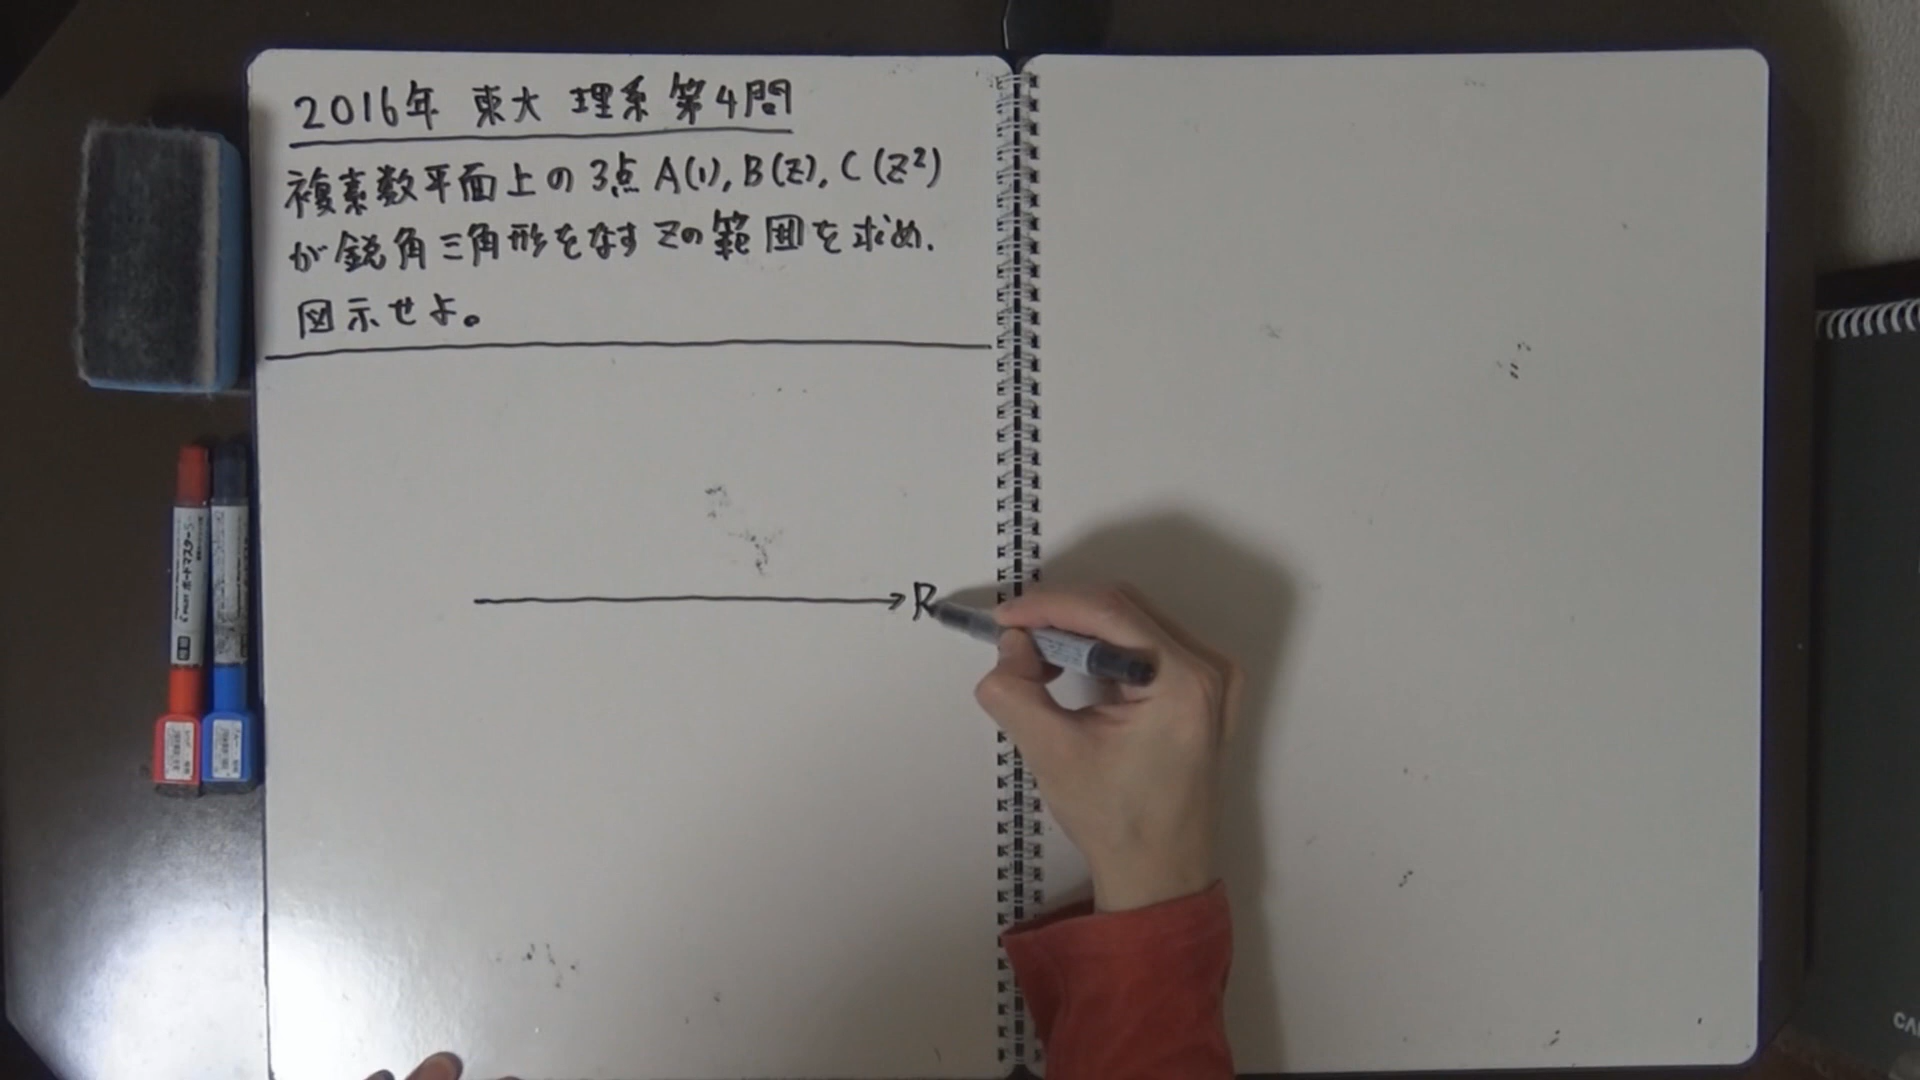 2016年 東大 理系 第4問
複素数平面上の3点A(1), B(z), C(z²)
が鋭角三角形をなすzの範囲を求め.
図示せよ。
R